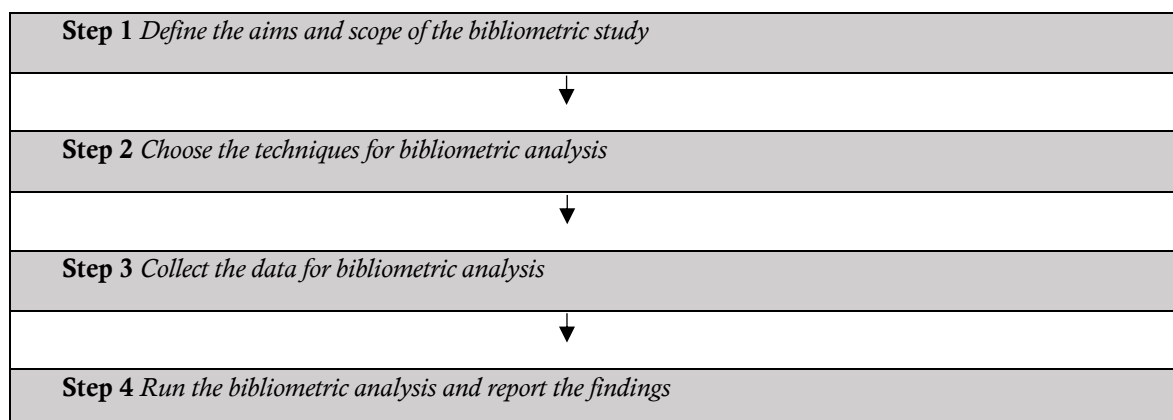 Step 1 Define the aims and scope of the bibliometric study
Step 2 Choose the techniques for bibliometric analysis
Step 3 Collect the data for bibliometric analysis
Step 4 Run the bibliometric analysis and report the findings